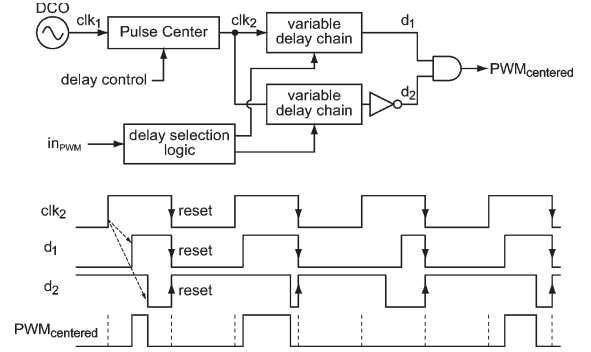 DCO
clk1
Pulse Center
clk2
variable
delay chain
d1
delay control
variable
delay chain
d2
PWMcentered
inPWM
delay selection
logic
clk2
reset
d1
reset
d2
reset
PWMcentered